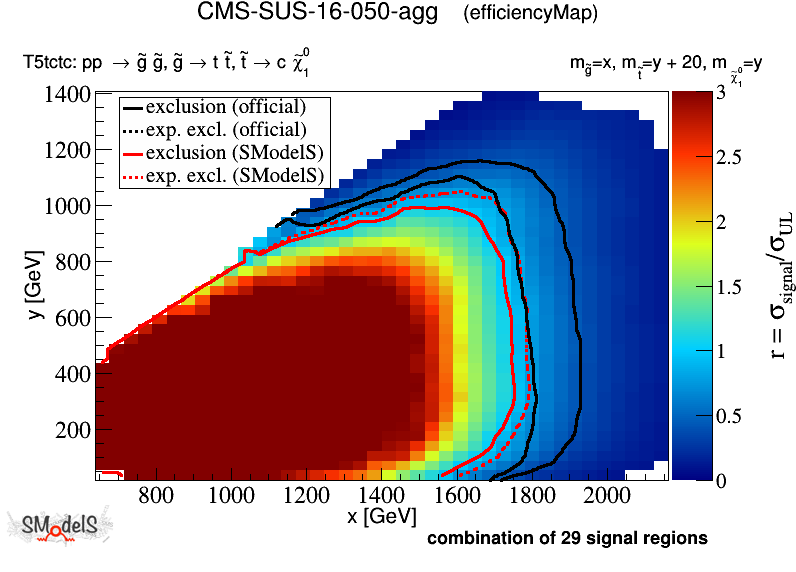 CMS-SUS-16-050-agg (efficiencyMap)
T5tctc: pp → g̃ g̃, g̃ → t t̃, t̃ → c χ̃₁⁰
m_g̃=x, m_t̃=y + 20, m_χ̃₁⁰=y
exclusion (official)
exp. excl. (official)
exclusion (SModelS)
exp. excl. (SModelS)
1400
1200
1000
800
600
400
200
y [GeV]
800 1000 1200 1400 1600 1800 2000
x [GeV]
3
2.5
2
1.5
1
0.5
0
r = σ_signal/σ_UL
SModelS
combination of 29 signal regions